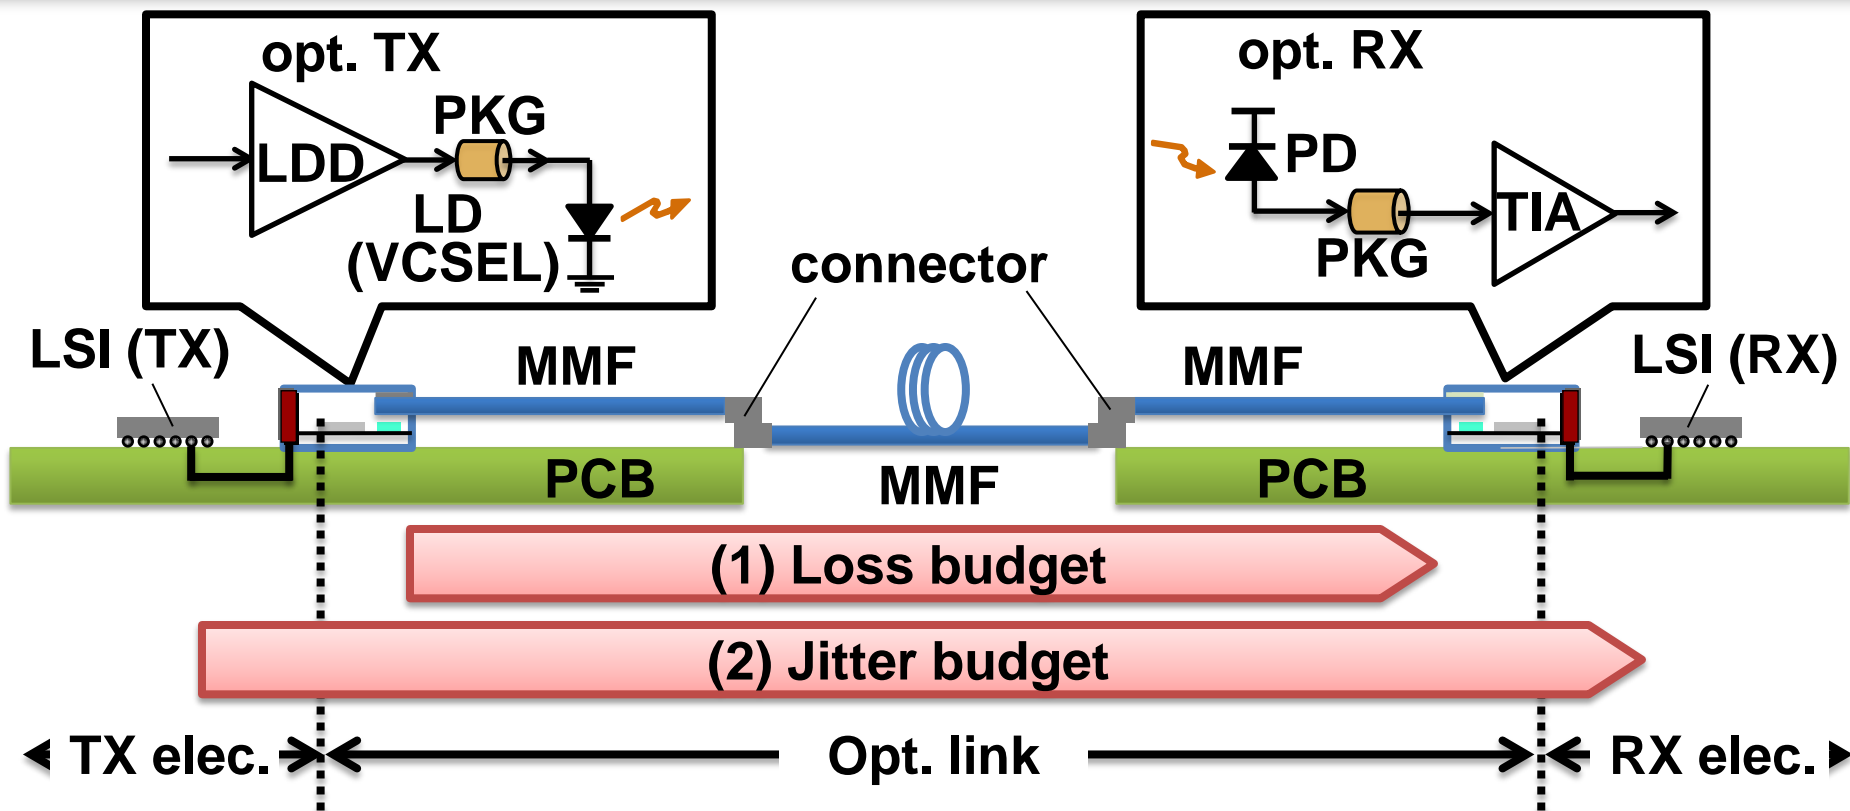 opt. TX
PKG
LDD
LD
(VCSEL)
opt. RX
PD
TIA
PKG
connector
LSI (TX)
MMF
MMF
LSI (RX)
PCB
MMF
PCB
(1) Loss budget
(2) Jitter budget
TX elec.
Opt. link
RX elec.